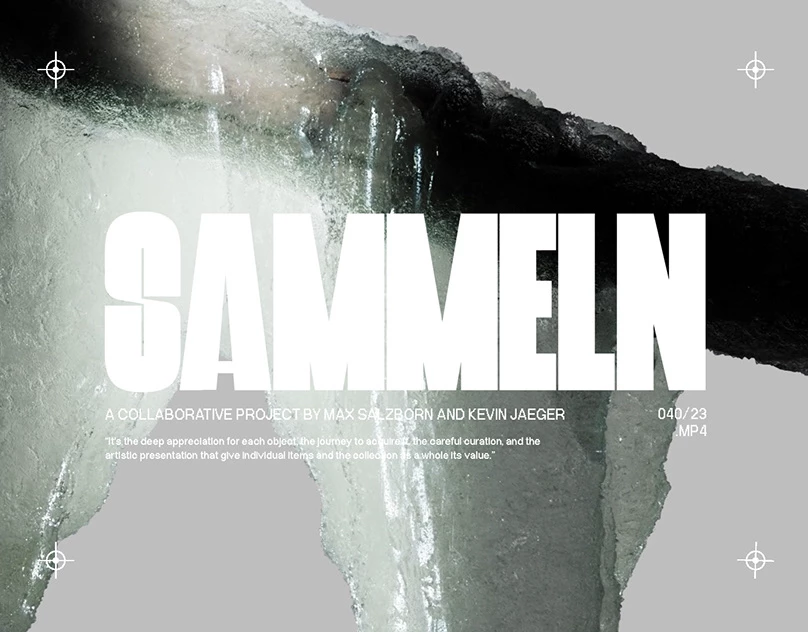 SAMMELN
A COLLABORATIVE PROJECT BY MAX SALZBORN AND KEVIN JAEGER
040/23
.MP4
"It's the deep appreciation for each object, the journey to acquire it, the careful curation, and the
artistic presentation that give individual items and the collection as a whole its value."